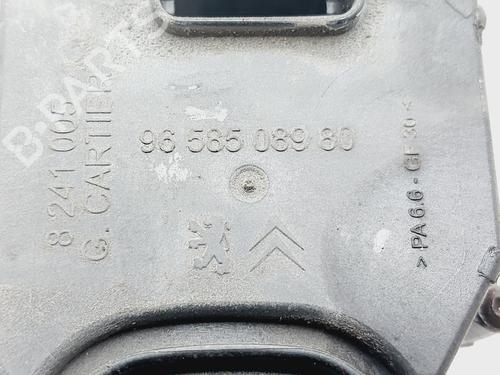 96 585 089 80
8 241 005
G. CARTIER
> PA 6.6 - GF 30 <
B-PARTS